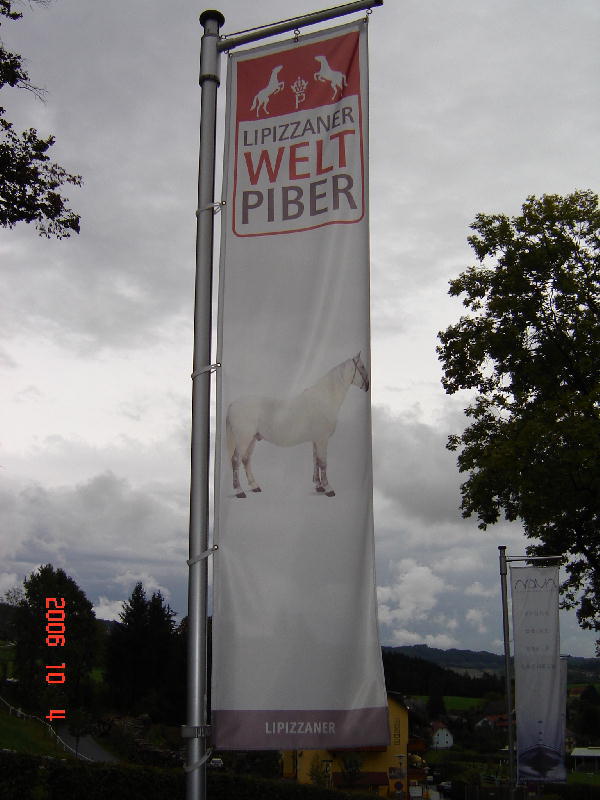 P
LIPIZZANER
WELT
PIBER
LIPIZZANER
2006 10 4